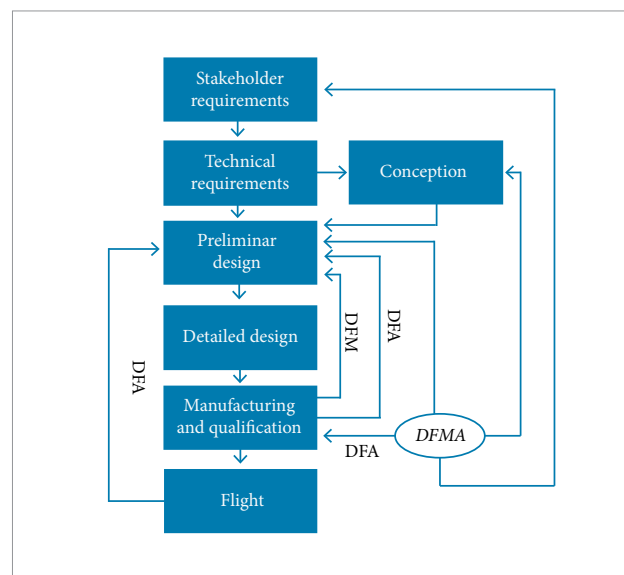 Stakeholder
requirements
Technical
requirements
Conception
Preliminar
design
Detailed design
DFM
DFA
DFA
Manufacturing
and qualification
DFMA
DFA
Flight